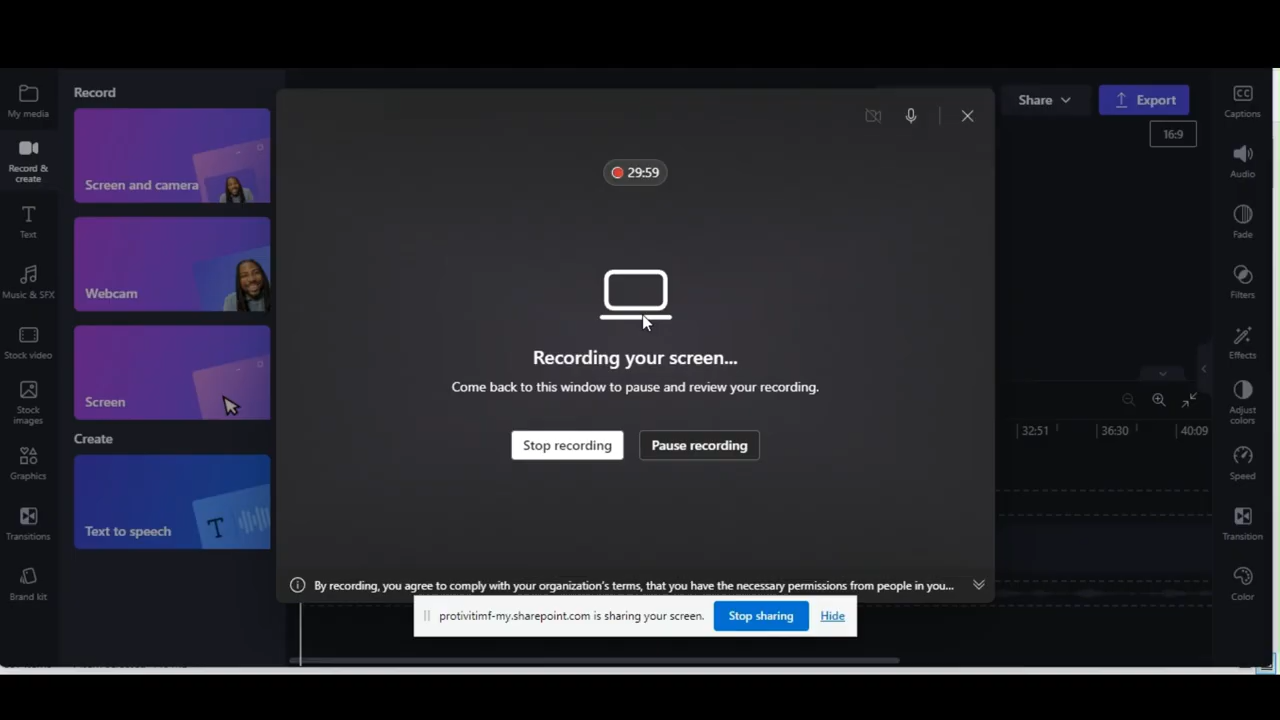 Record
My media
Record &
create
Text
Music & SFX
Stock video
Stock
images
Graphics
Transitions
Brand kit
Screen and camera
Webcam
Screen
Create
Text to speech
T
29:59
Recording your screen...
Come back to this window to pause and review your recording.
Stop recording
Pause recording
By recording, you agree to comply with your organization's terms, that you have the necessary permissions from people in you...
protivitimf-my.sharepoint.com is sharing your screen.
Stop sharing
Hide
Share
Export
16:9
32:51
36:30
40:09
CC
Captions
Audio
Fade
Filters
Effects
Adjust
colors
Speed
Transition
Color